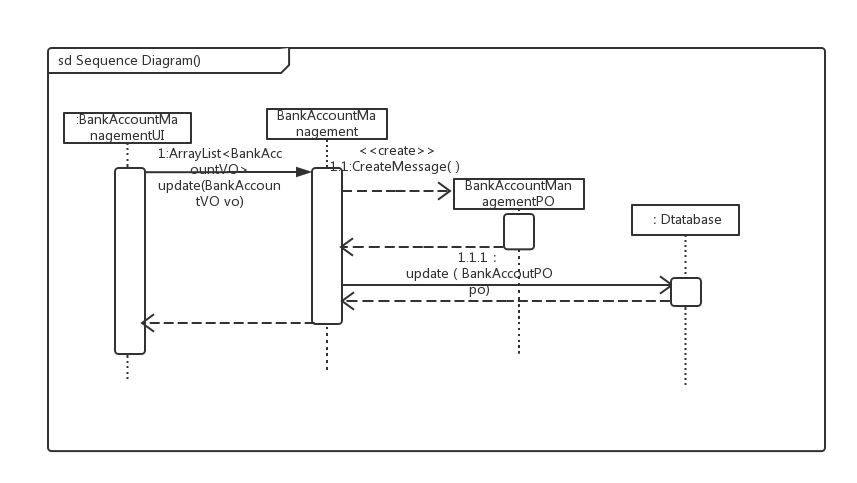 sd Sequence Diagram()
:BankAccountMa
nagementUI
BankAccountMa
nagement
1:ArrayList<BankAcc
ountVO>
update(BankAccoun
tVO vo)
<<create>>
1.1:CreateMessage( )
BankAccountMan
agementPO
: Dtatabase
1.1.1 :
update ( BankAccoutPO
po)